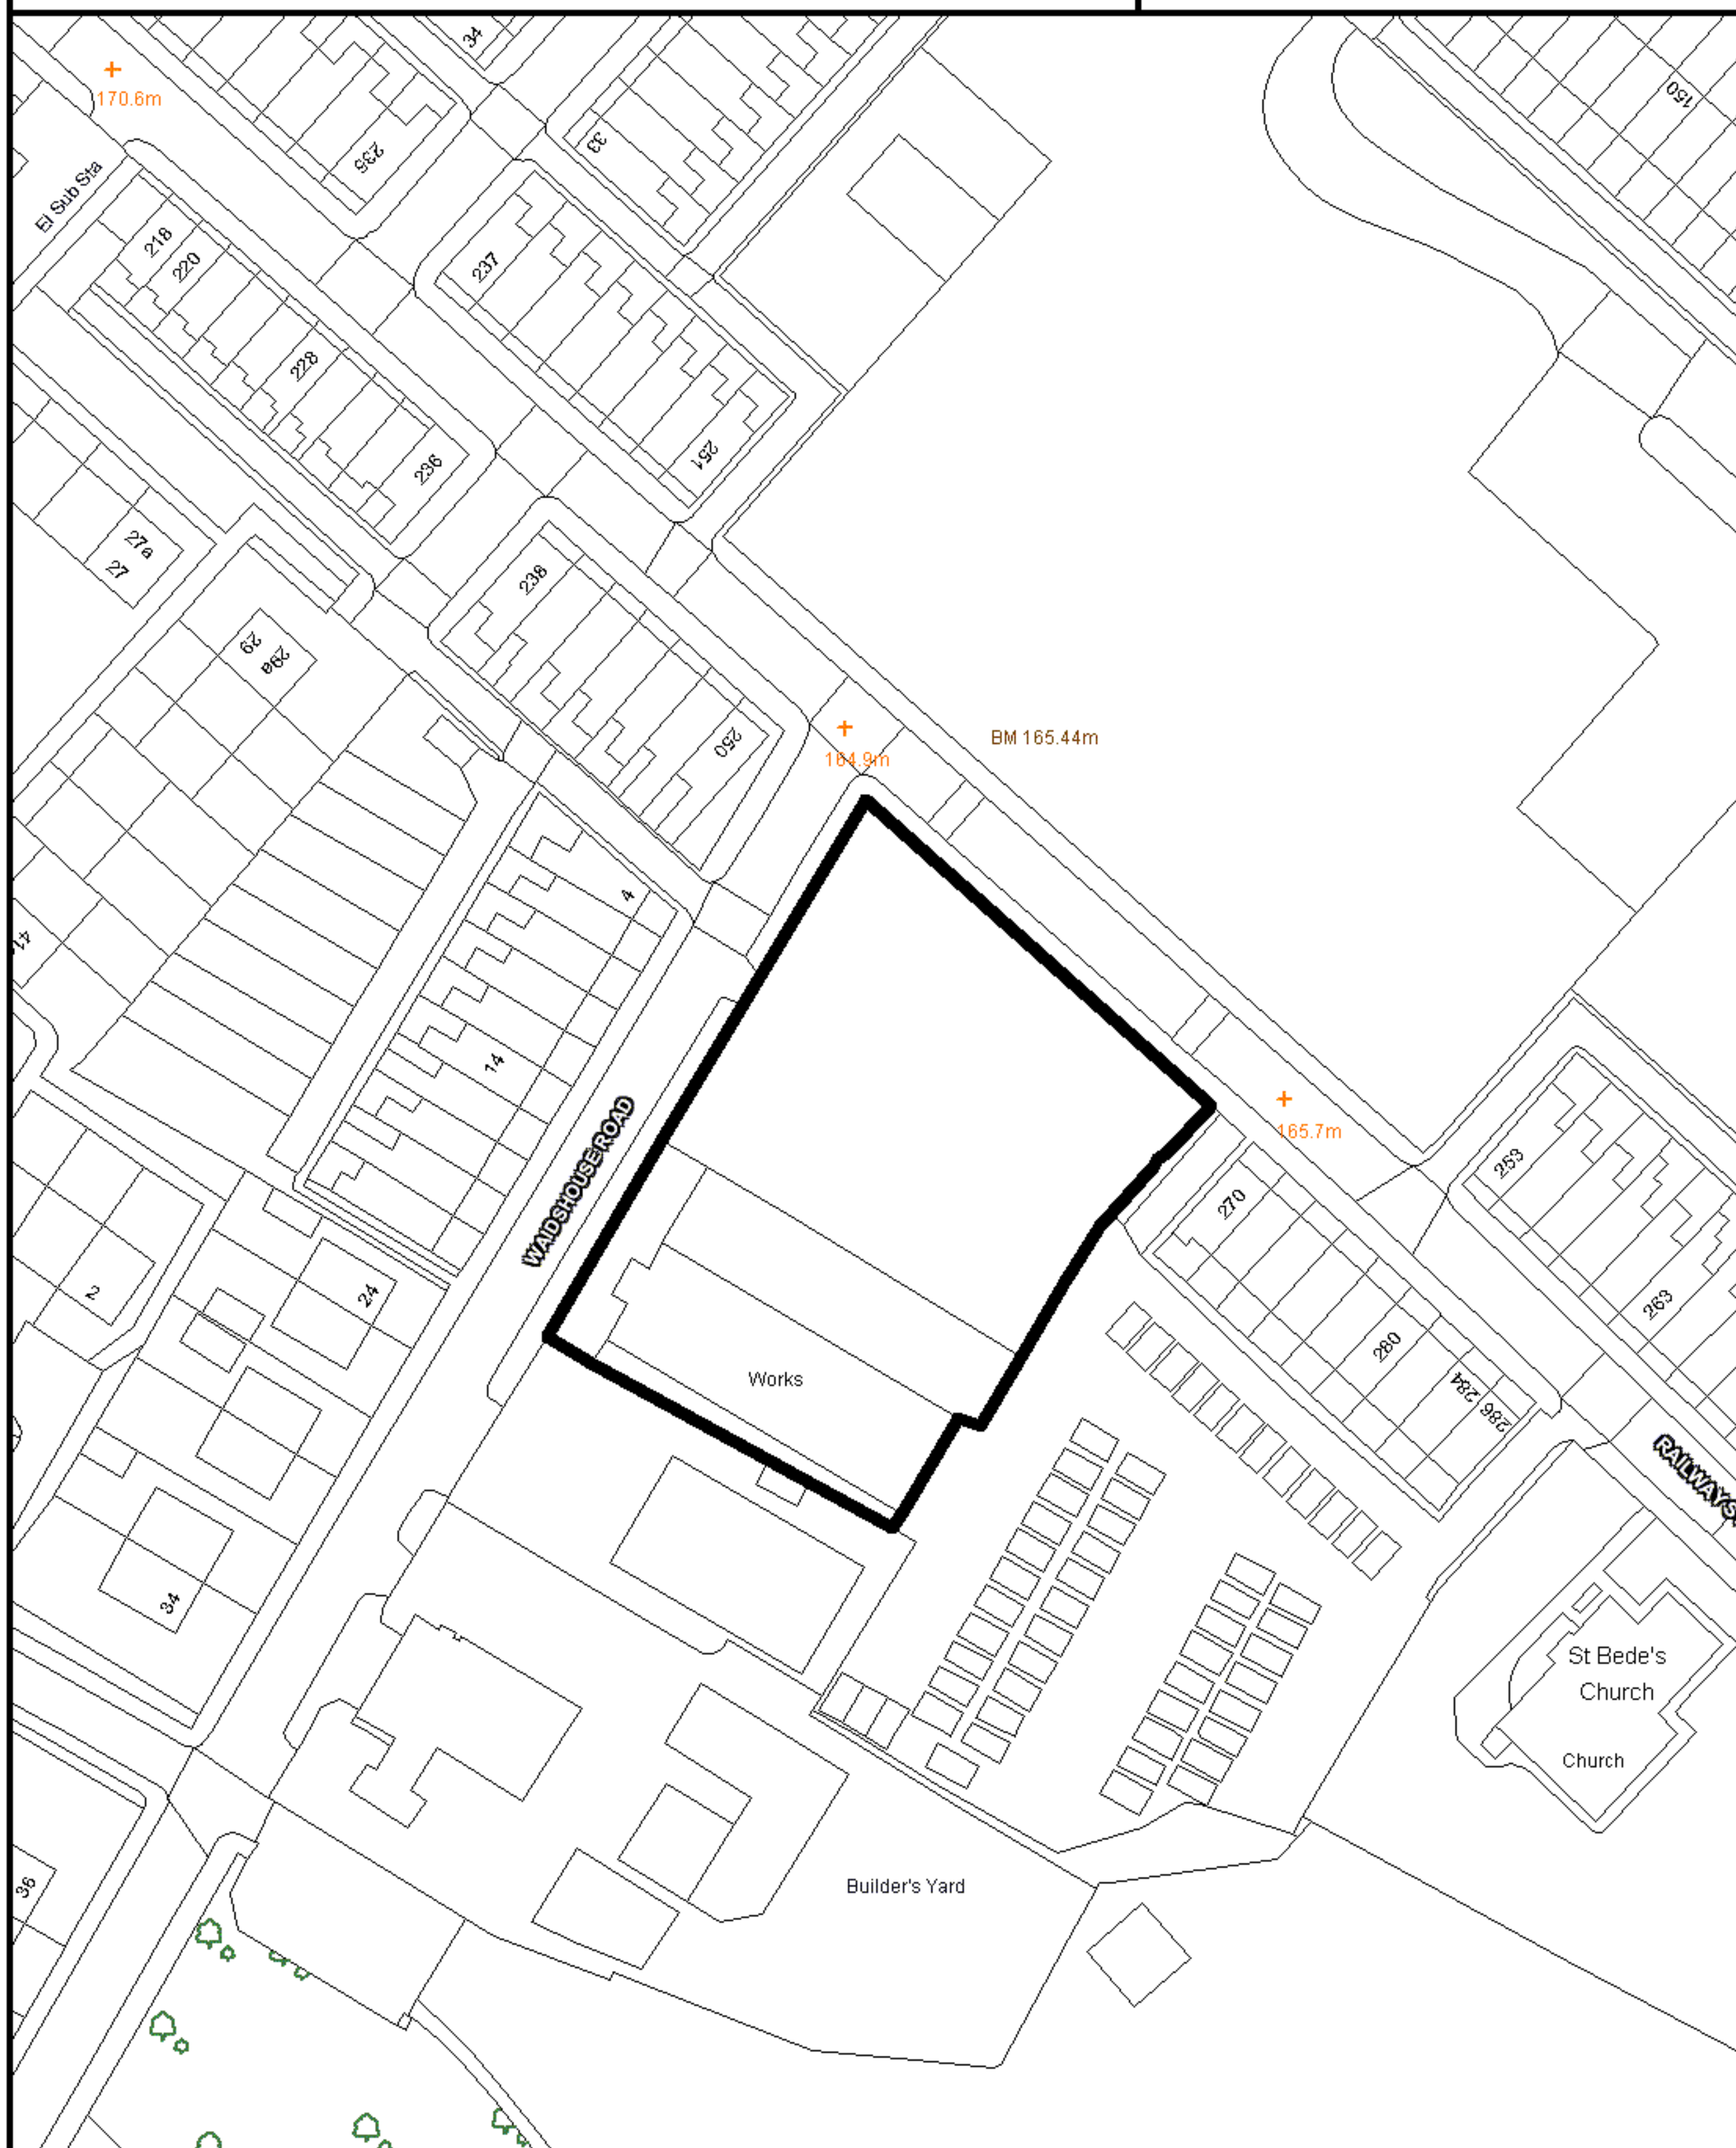 34
170.6m
150
33
235
El Sub Sta
218
220
237
228
251
236
27a
27
238
29
29a
250
BM 165.44m
164.9m
4
41
14
165.7m
WAIDSHOUSE ROAD
253
270
2
24
263
280
Works
284
286
RAILWAY S
34
St Bede's
Church
Church
36
Builder's Yard